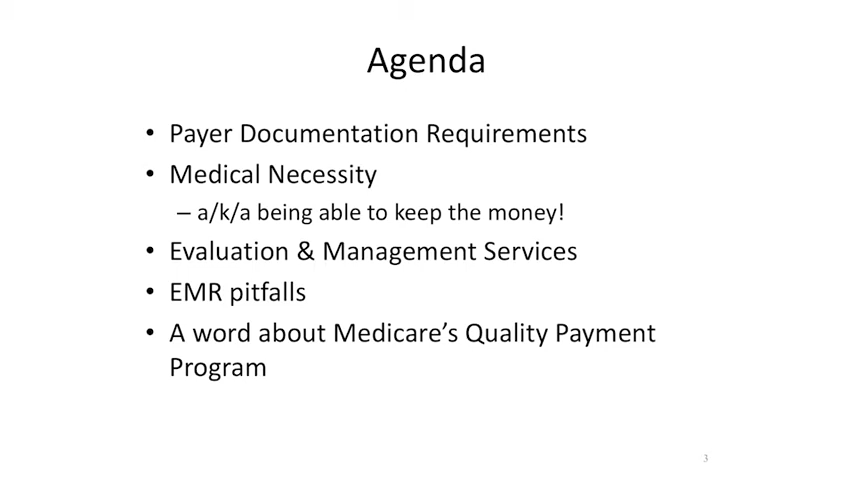 Agenda
• Payer Documentation Requirements
• Medical Necessity
– a/k/a being able to keep the money!
• Evaluation & Management Services
• EMR pitfalls
• A word about Medicare’s Quality Payment
Program
3